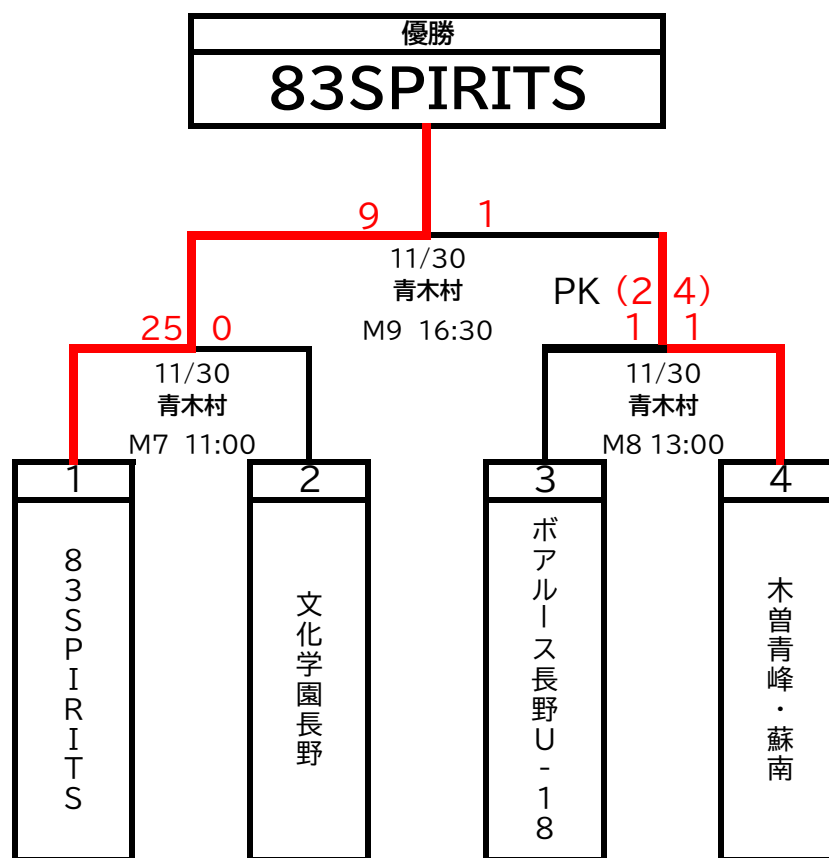 優勝
83SPIRITS
9 1
11/30
青木村
M9 16:30
PK (2 4)
25 0
1 1
11/30
青木村
M7 11:00
11/30
青木村
M8 13:00
1
2
3
4
83SPIRITS
文化学園長野
ボアルース長野U-18
木曽青峰・蘇南